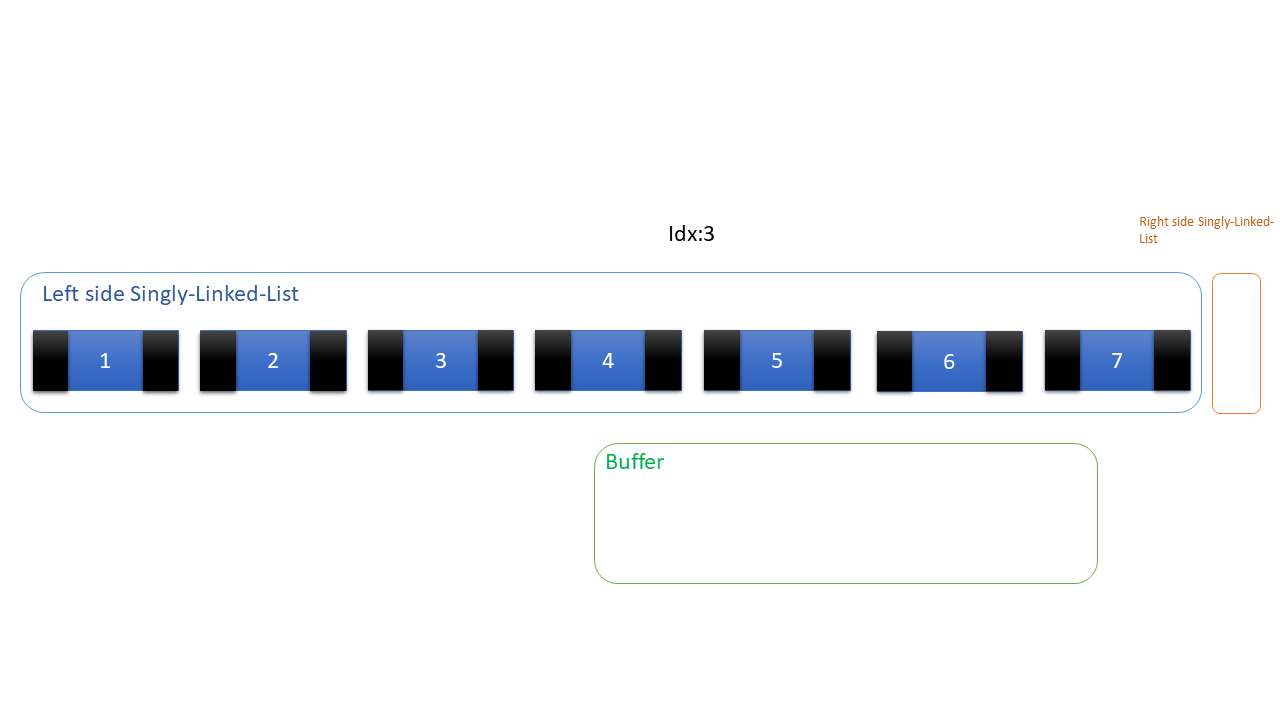 Idx:3
Right side Singly-Linked-
List
Left side Singly-Linked-List
1 2 3 4 5 6 7
Buffer